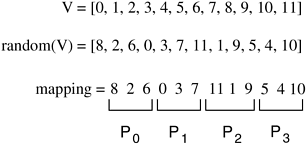 V = [0, 1, 2, 3, 4, 5, 6, 7, 8, 9, 10, 11]
random(V) = [8, 2, 6, 0, 3, 7, 11, 1, 9, 5, 4, 10]
mapping = 8 2 6 0 3 7 11 1 9 5 4 10
P0 P1 P2 P3